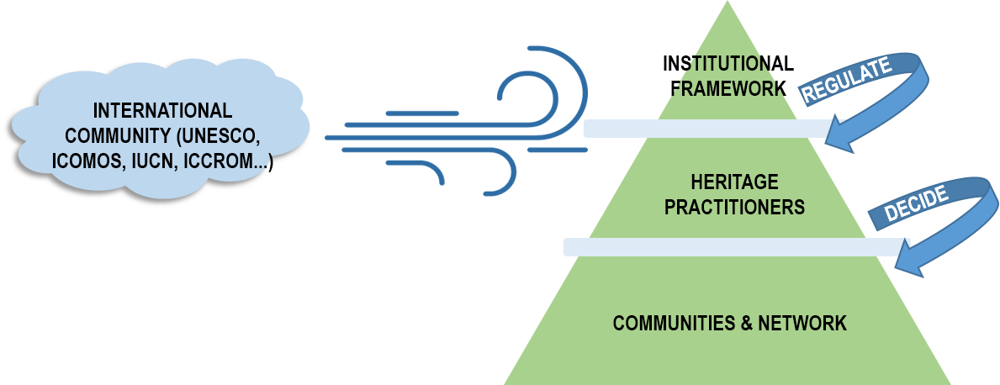 INTERNATIONAL
COMMUNITY (UNESCO,
ICOMOS, IUCN, ICCROM...)
INSTITUTIONAL
FRAMEWORK
REGULATE
HERITAGE
PRACTITIONERS
DECIDE
COMMUNITIES & NETWORK